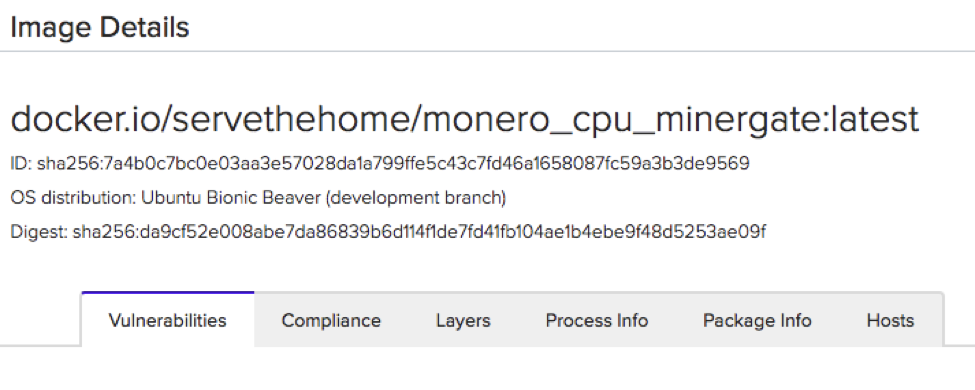 Image Details
docker.io/servethehome/monero_cpu_minergate:latest
ID: sha256:7a4b0c7bc0e03aa3e57028da1a799ffe5c43c7fd46a1658087fc59a3b3de9569
OS distribution: Ubuntu Bionic Beaver (development branch)
Digest: sha256:da9cf52e008abe7da86839b6d114f1de7fd41fb104ae1b4ebe9f48d5253ae09f
Vulnerabilities Compliance Layers Process Info Package Info Hosts